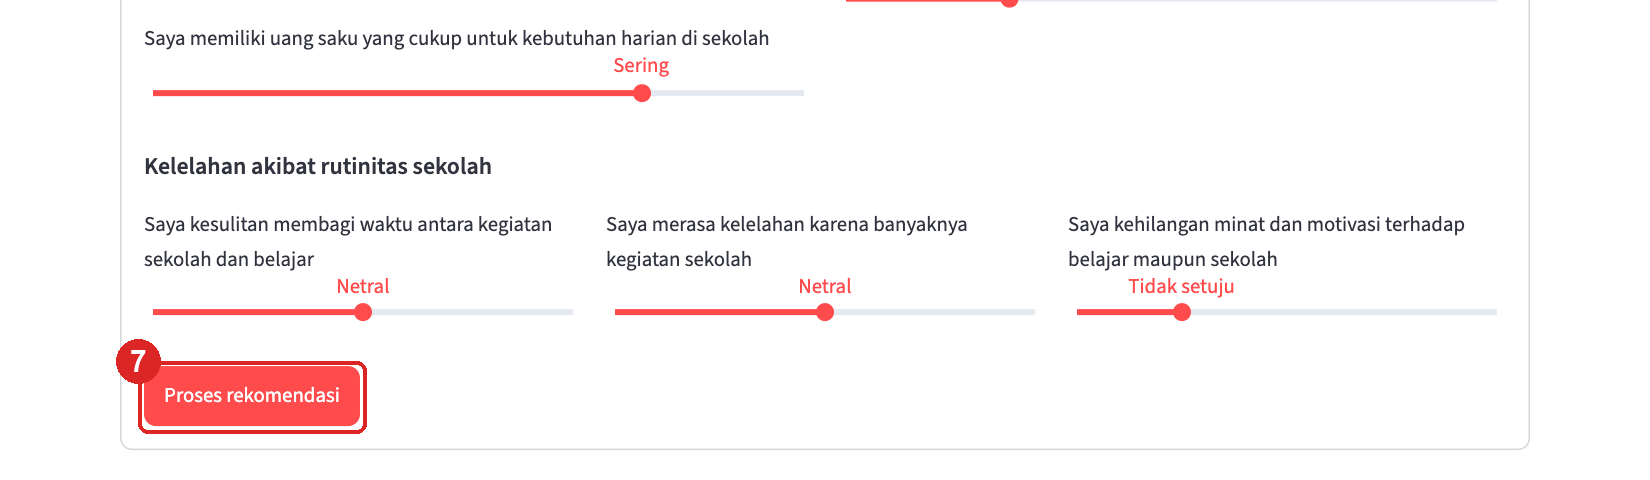 Saya memiliki uang saku yang cukup untuk kebutuhan harian di sekolah
Sering
Kelelahan akibat rutinitas sekolah
Saya kesulitan membagi waktu antara kegiatan
sekolah dan belajar
Netral
Saya merasa kelelahan karena banyaknya
kegiatan sekolah
Netral
Saya kehilangan minat dan motivasi terhadap
belajar maupun sekolah
Tidak setuju
7
Proses rekomendasi